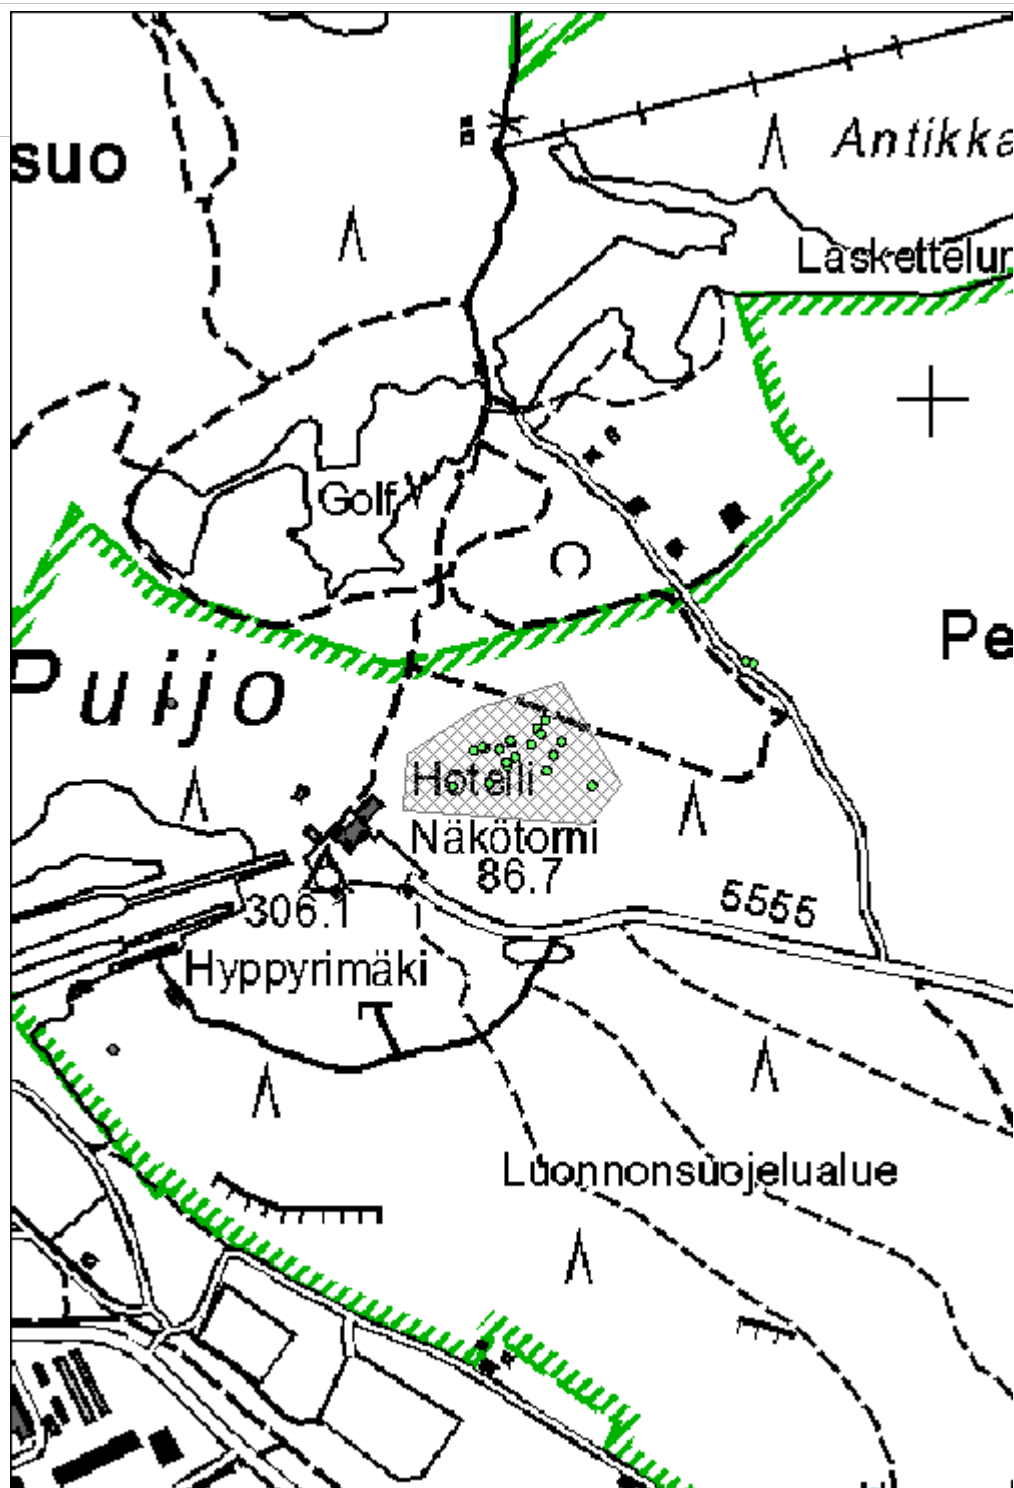 suo
Antikka
Laskettelur
Golf
Pe
Puijo
Hotelli
Näkötorni
86.7
306.1
5555
Hyppyrimäki
Luonnonsuojelualue